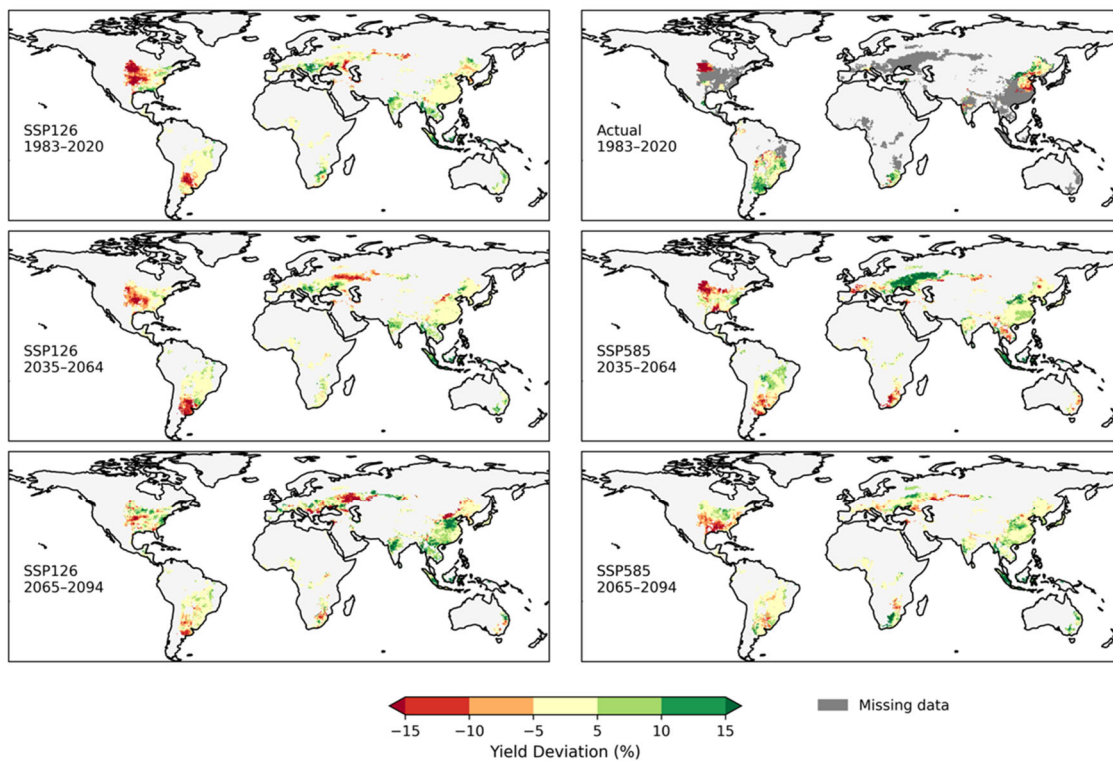 SSP126
1983–2020
Actual
1983–2020
SSP126
2035–2064
SSP585
2035–2064
SSP126
2065–2094
SSP585
2065–2094
−15 −10 −5 5 10 15
Yield Deviation (%)
Missing data